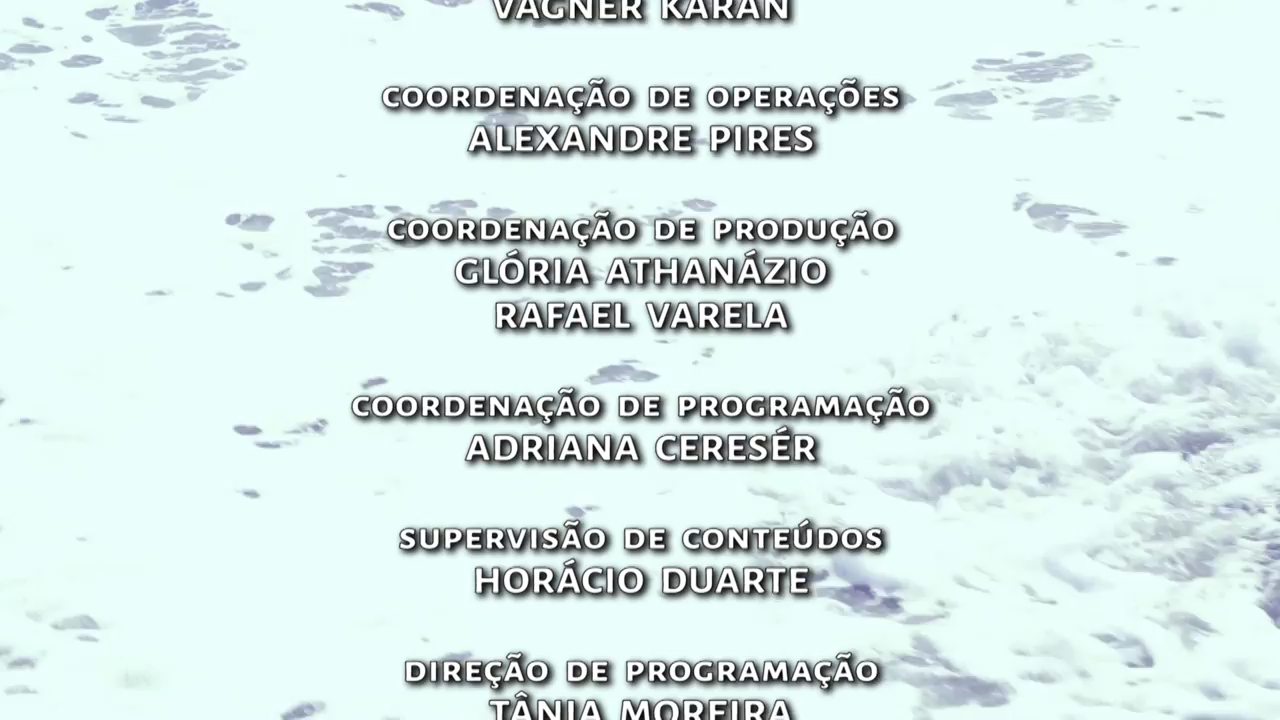 VAGNER KARAN
COORDENAÇÃO DE OPERAÇÕES
ALEXANDRE PIRES
COORDENAÇÃO DE PRODUÇÃO
GLÓRIA ATHANÁZIO
RAFAEL VARELA
COORDENAÇÃO DE PROGRAMAÇÃO
ADRIANA CERESÉR
SUPERVISÃO DE CONTEÚDOS
HORÁCIO DUARTE
DIREÇÃO DE PROGRAMAÇÃO
TÂNIA MOREIRA